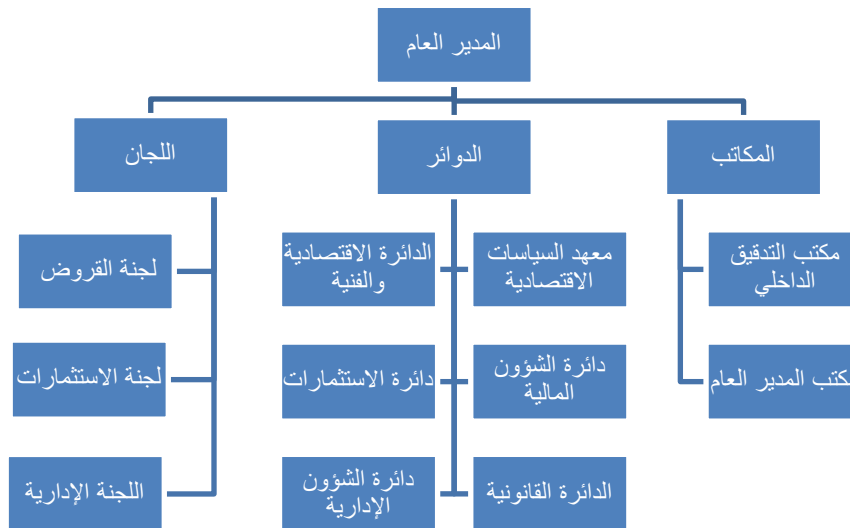 المدير العام
المكاتب
الدوائر
اللجان
مكتب التدقيق
الداخلي
كتب المدير العام
معهد السياسات
الاقتصادية
الدائرة الاقتصادية
والفنية
دائرة الشؤون
المالية
دائرة الاستثمارات
الدائرة القانونية
دائرة الشؤون
الإدارية
لجنة القروض
لجنة الاستثمارات
اللجنة الإدارية